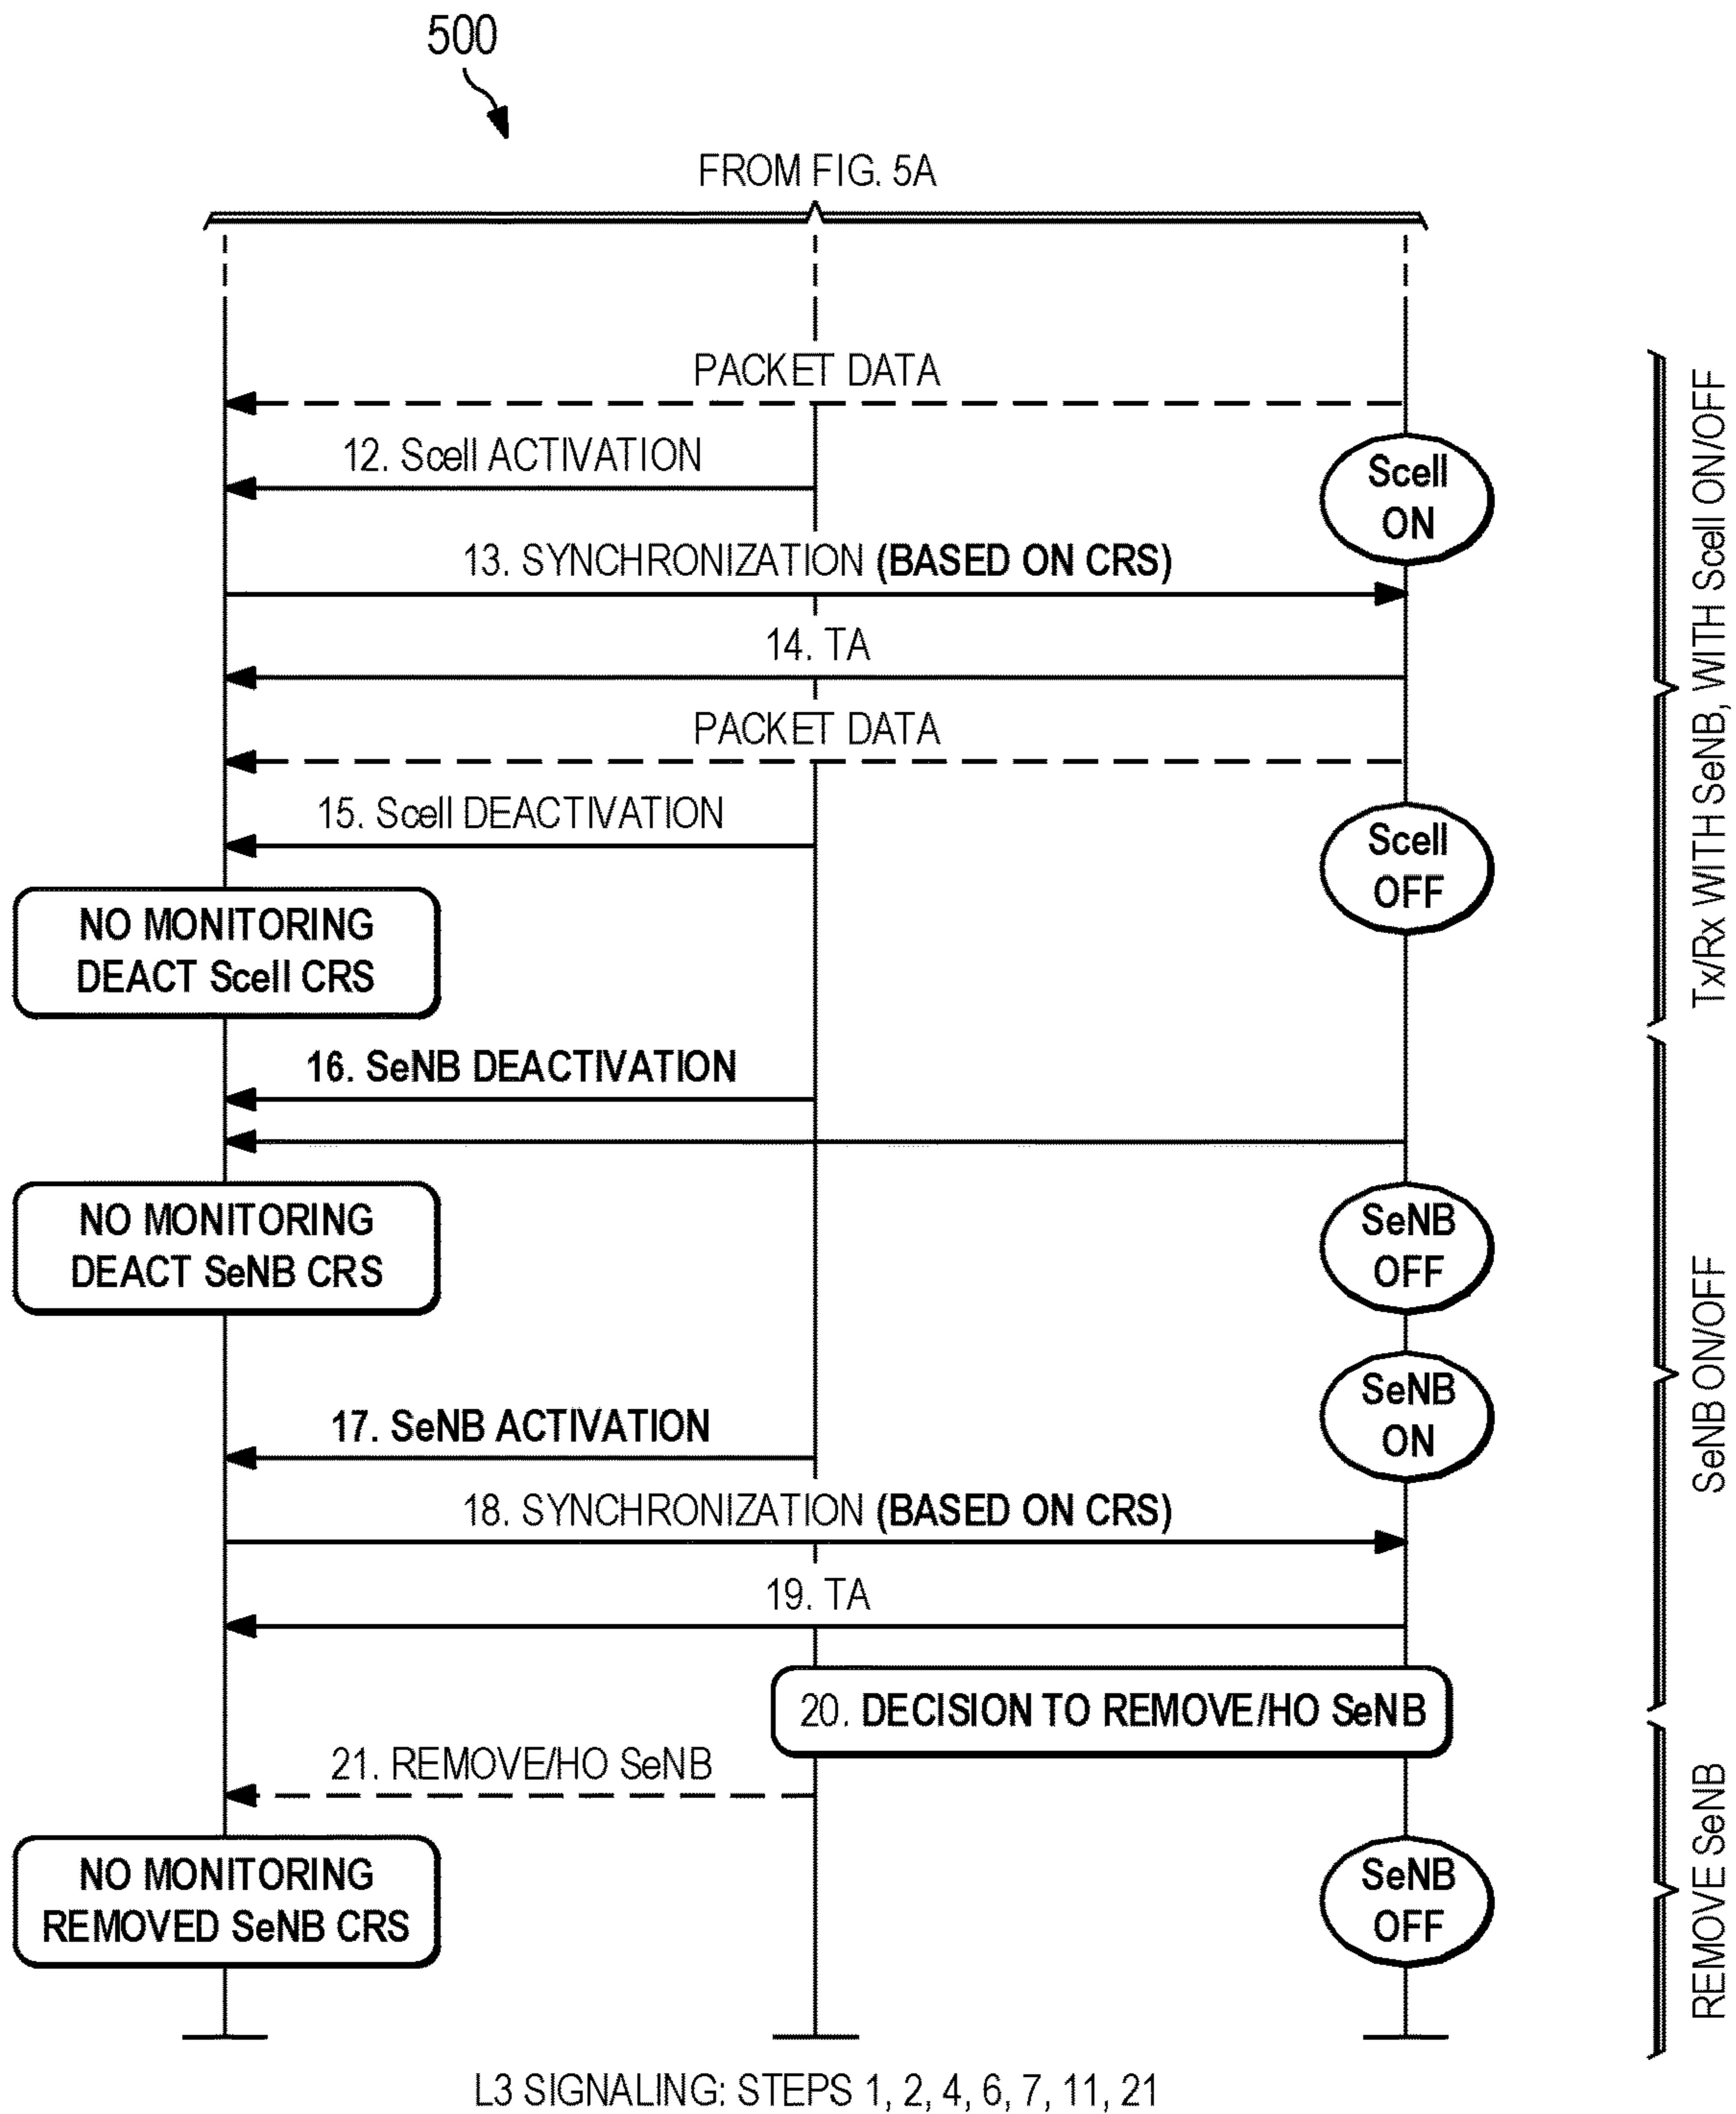 500
FROM FIG. 5A
PACKET DATA
12. Scell ACTIVATION
Scell
ON
13. SYNCHRONIZATION (BASED ON CRS)
14. TA
PACKET DATA
15. Scell DEACTIVATION
Scell
OFF
NO MONITORING
DEACT Scell CRS
Tx/Rx WITH SeNB, WITH Scell ON/OFF
16. SeNB DEACTIVATION
NO MONITORING
DEACT SeNB CRS
SeNB
OFF
SeNB
ON
17. SeNB ACTIVATION
18. SYNCHRONIZATION (BASED ON CRS)
19. TA
SeNB ON/OFF
20. DECISION TO REMOVE/HO SeNB
21. REMOVE/HO SeNB
NO MONITORING
REMOVED SeNB CRS
SeNB
OFF
REMOVE SeNB
L3 SIGNALING: STEPS 1, 2, 4, 6, 7, 11, 21